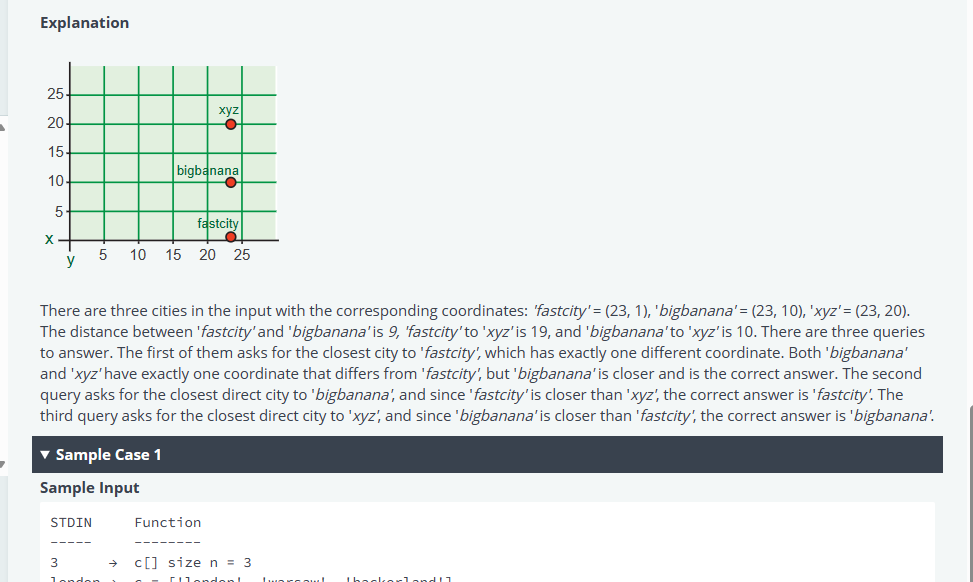 Explanation
25
xyz
20
15
bigbanana
10
5
fastcity
x
5 10 15 20 25
y
There are three cities in the input with the corresponding coordinates: 'fastcity' = (23, 1), 'bigbanana' = (23, 10), 'xyz' = (23, 20).
The distance between 'fastcity' and 'bigbanana' is 9, 'fastcity' to 'xyz' is 19, and 'bigbanana' to 'xyz' is 10. There are three queries
to answer. The first of them asks for the closest city to 'fastcity', which has exactly one different coordinate. Both 'bigbanana'
and 'xyz' have exactly one coordinate that differs from 'fastcity', but 'bigbanana' is closer and is the correct answer. The second
query asks for the closest direct city to 'bigbanana', and since 'fastcity' is closer than 'xyz', the correct answer is 'fastcity'. The
third query asks for the closest direct city to 'xyz', and since 'bigbanana' is closer than 'fastcity', the correct answer is 'bigbanana'.
▼ Sample Case 1
Sample Input
STDIN Function
----- --------
3 → c[] size n = 3
london → c = ['london', 'warsaw', 'hackerland']